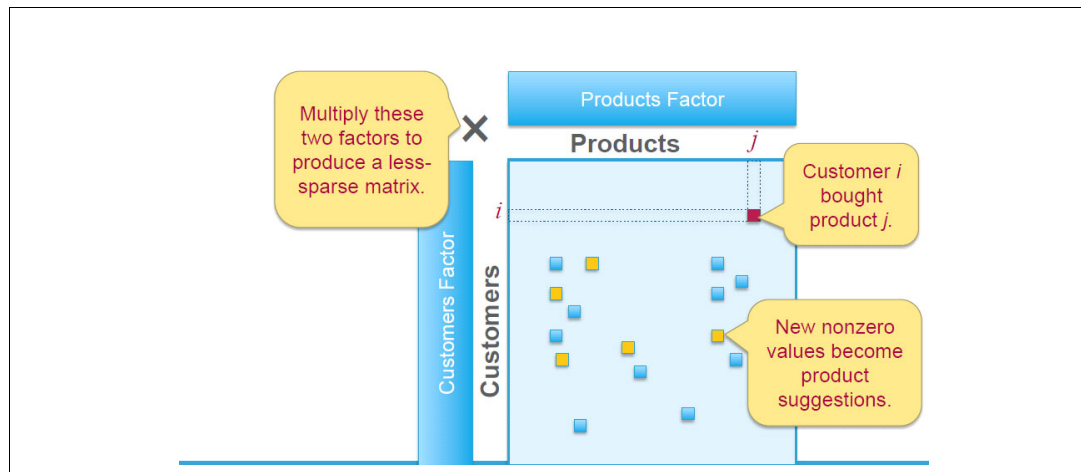 Multiply these
two factors to
produce a less-
sparse matrix.
×
Products Factor
Products
j
Customer i
bought
product j.
i
Customers Factor
Customers
New nonzero
values become
product
suggestions.